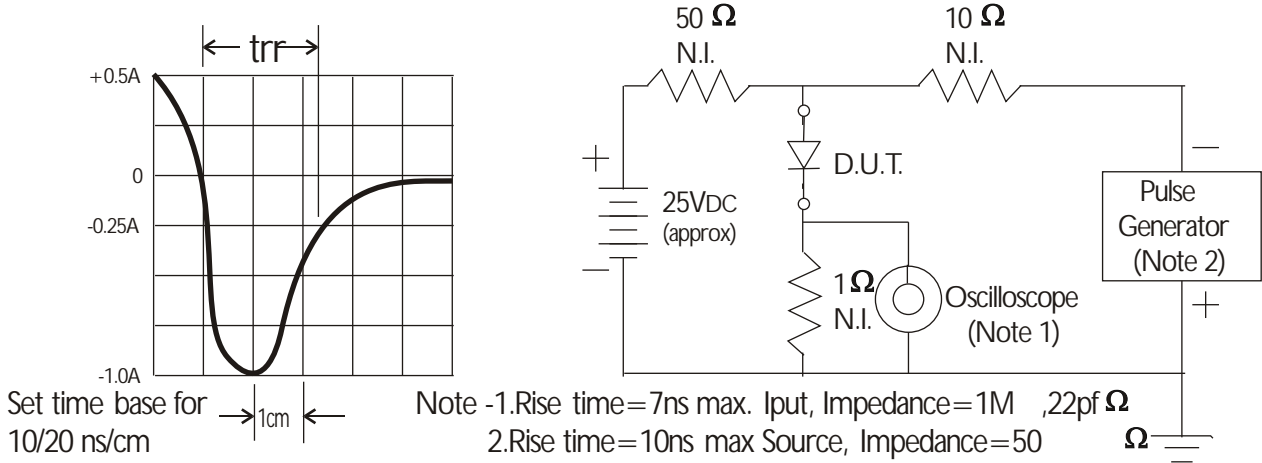 trr
+0.5A
0
-0.25A
-1.0A
1cm
Set time base for
10/20 ns/cm
50 Ω
N.I.
10 Ω
N.I.
+
25VDC
(approx)
—
D.U.T.
1Ω
N.I.
Oscilloscope
(Note 1)
—
Pulse
Generator
(Note 2)
+
Note -1.Rise time=7ns max. Iput, Impedance=1M ,22pf Ω
2.Rise time=10ns max Source, Impedance=50 Ω